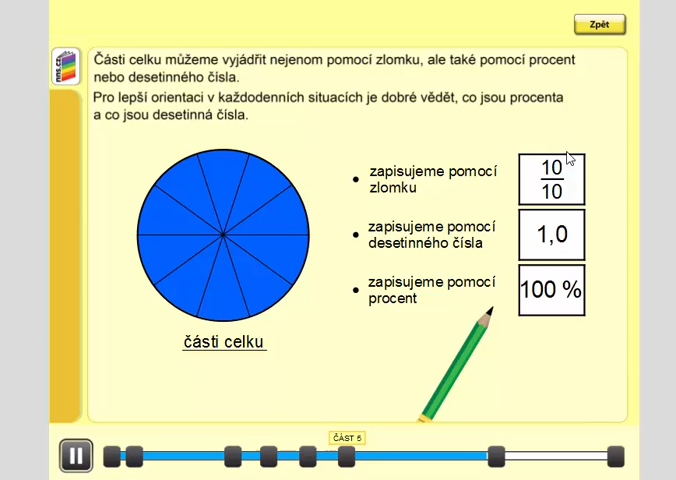 Zpět
nns.cz
Části celku můžeme vyjádřit nejenom pomocí zlomku, ale také pomocí procent
nebo desetinného čísla.
Pro lepší orientaci v každodenních situacích je dobré vědět, co jsou procenta
a co jsou desetinná čísla.
zapisujeme pomocí
zlomku
10
10
zapisujeme pomocí
desetinného čísla
1,0
zapisujeme pomocí
procent
100 %
části celku
ČÁST 5